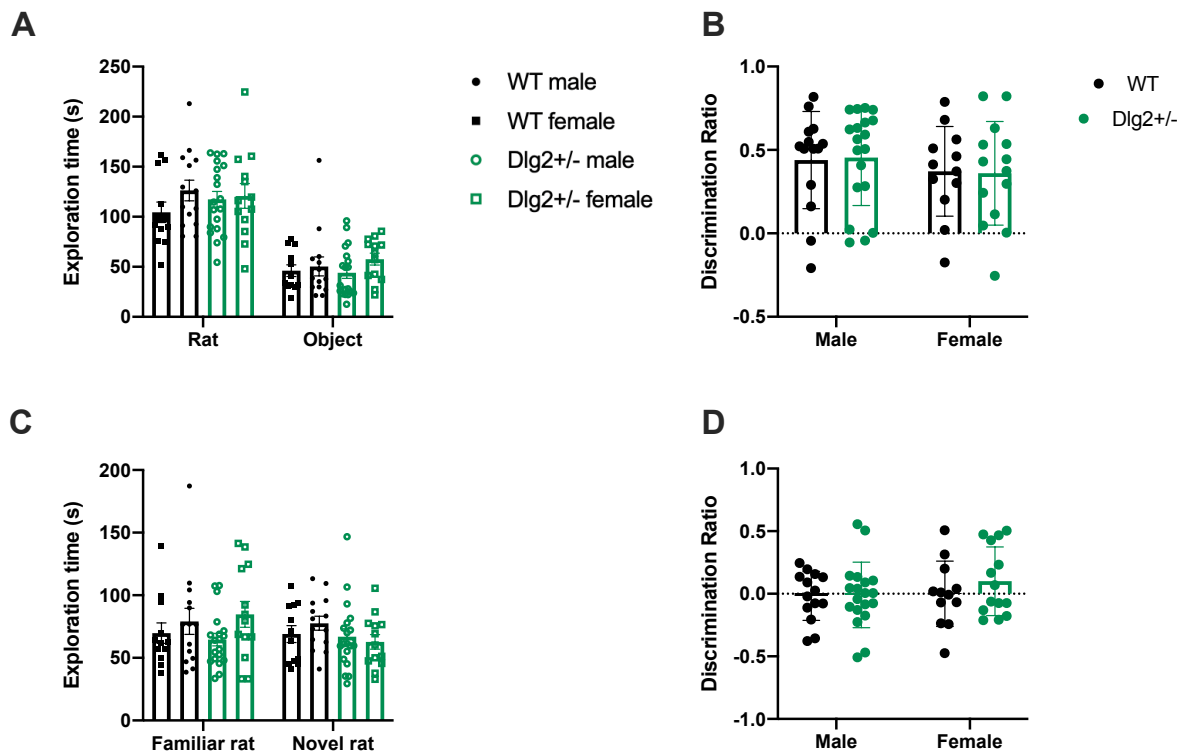 A
Exploration time (s)
250
200
150
100
50
0
Rat Object
WT male
WT female
Dlg2+/- male
Dlg2+/- female
B
Discrimination Ratio
1.0
0.5
0.0
-0.5
Male Female
WT
Dlg2+/-
C
Exploration time (s)
200
150
100
50
0
Familiar rat Novel rat
D
Discrimination Ratio
1.0
0.5
0.0
-0.5
-1.0
Male Female